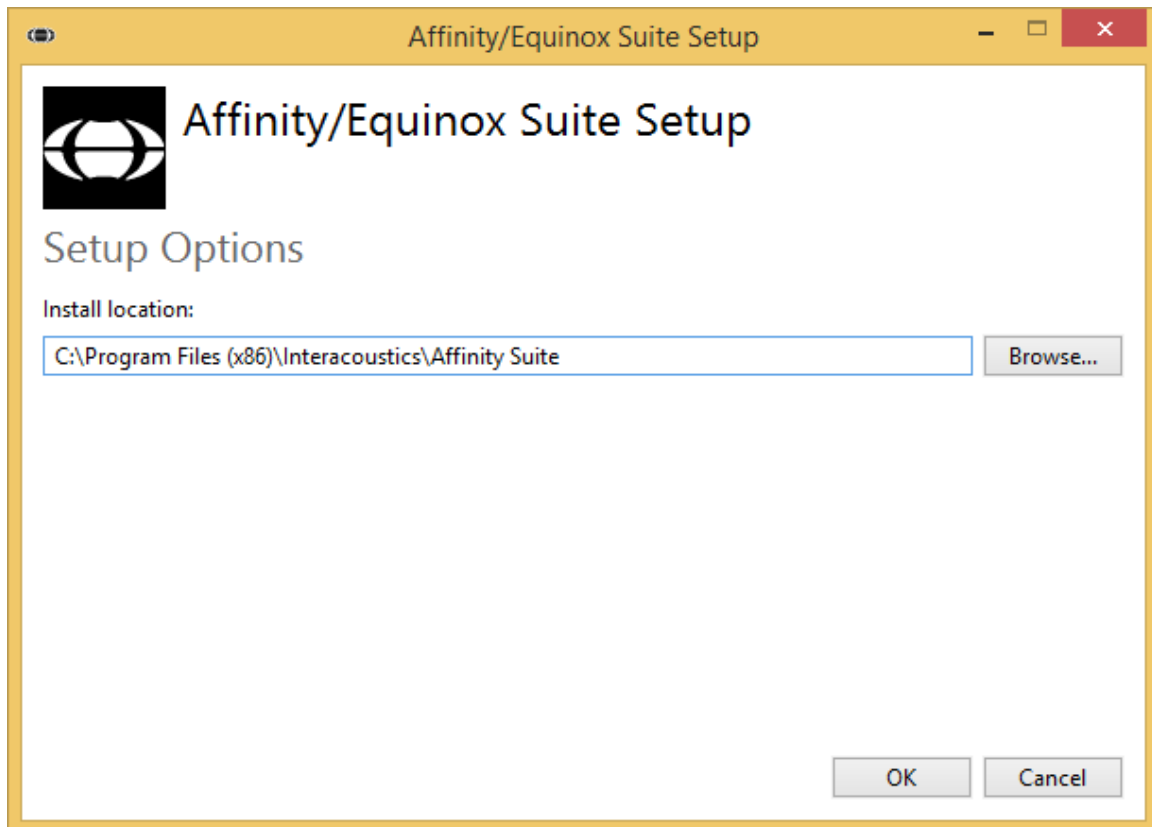 Affinity/Equinox Suite Setup
Affinity/Equinox Suite Setup
Setup Options
Install location:
C:\Program Files (x86)\Interacoustics\Affinity Suite
Browse...
OK
Cancel